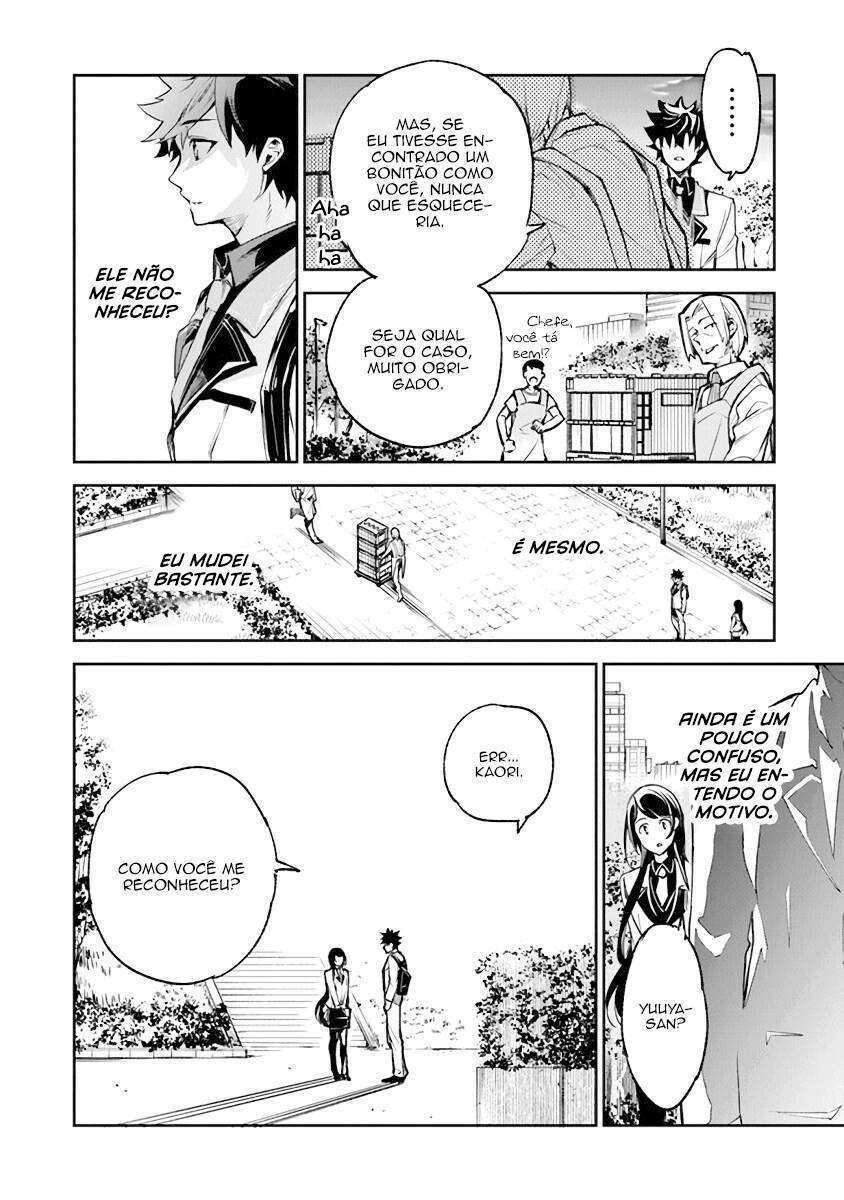 ......
MAS, SE
EU TIVESSE EN-
CONTRADO UM
BONITÃO COMO
VOCÊ, NUNCA
QUE ESQUECE-
RIA.
Aha
ha
ha
SEJA QUAL
FOR O CASO,
MUITO OBRI-
GADO.
Chefe,
você tá
bem!?
ELE NÃO
ME RECO-
NHECEU?
É MESMO.
EU MUDEI
BASTANTE.
AINDA É UM
POUCO
CONFUSO,
MAS EU EN-
TENDO O
MOTIVO.
YUUYA-
SAN?
ERR...
KAORI.
COMO VOCÊ ME
RECONHECEU?